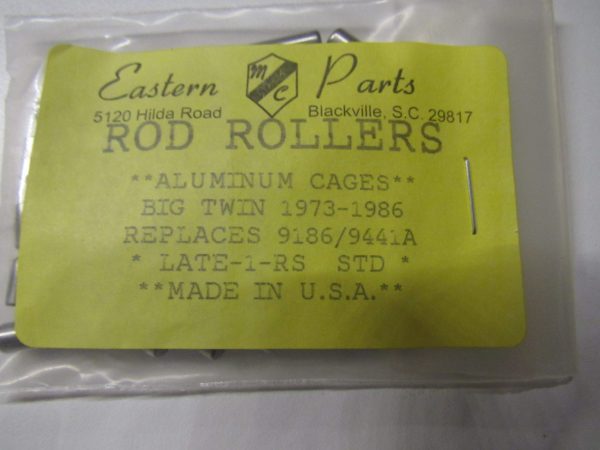 Eastern MC Parts
5120 Hilda Road Blackville, S.C. 29817
ROD ROLLERS
**ALUMINUM CAGES**
BIG TWIN 1973-1986
REPLACES 9186/9441A
* LATE-1-RS STD *
**MADE IN U.S.A.**